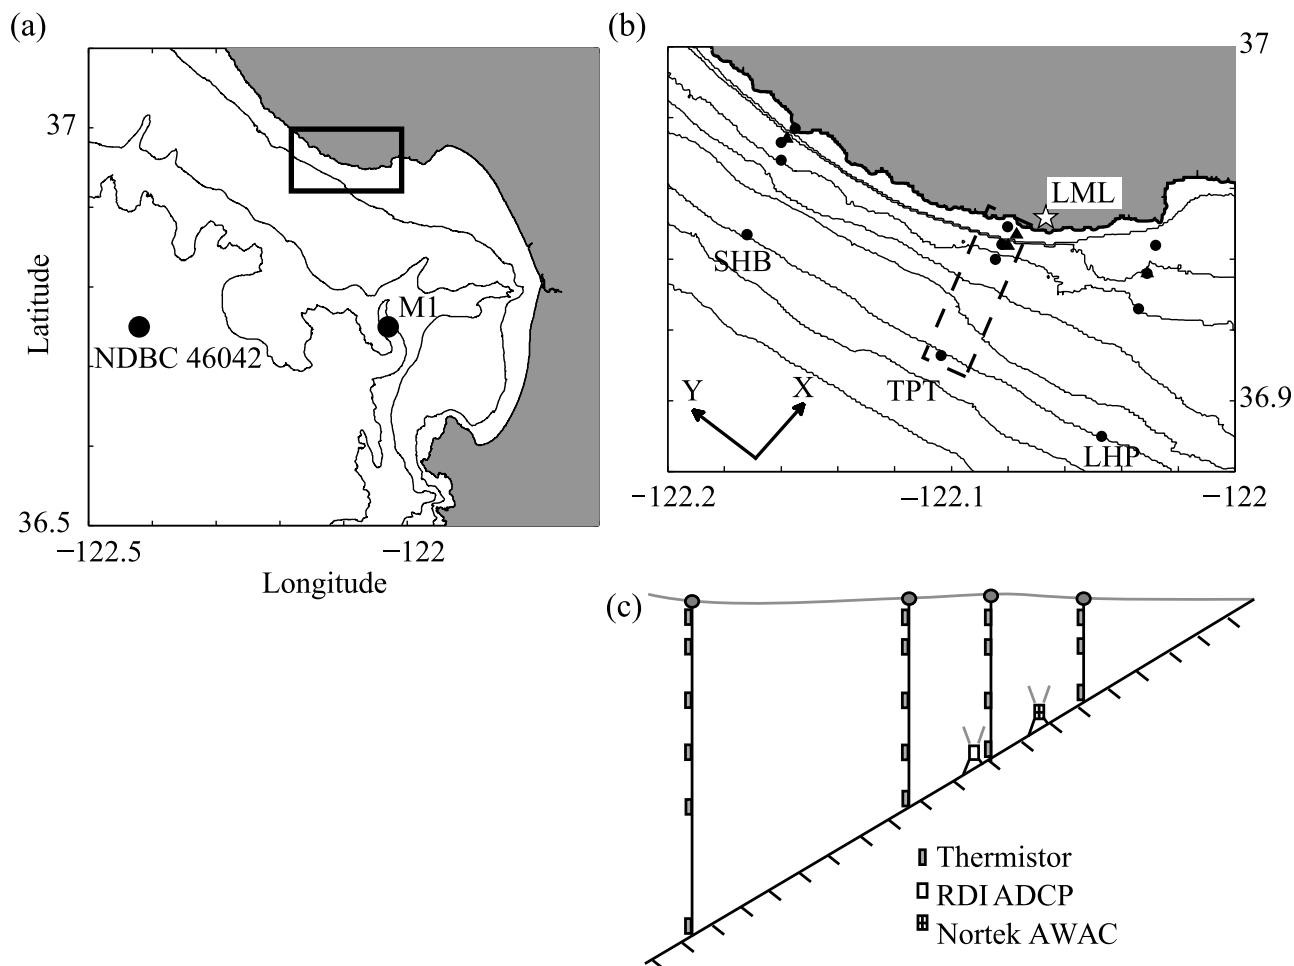 (a)
37
Latitude
M1
NDBC 46042
36.5
−122.5
−122
Longitude
(b)
37
LML
SHB
TPT
Y
X
36.9
LHP
−122.2
−122.1
−122
(c)
Thermistor
RDI ADCP
Nortek AWAC